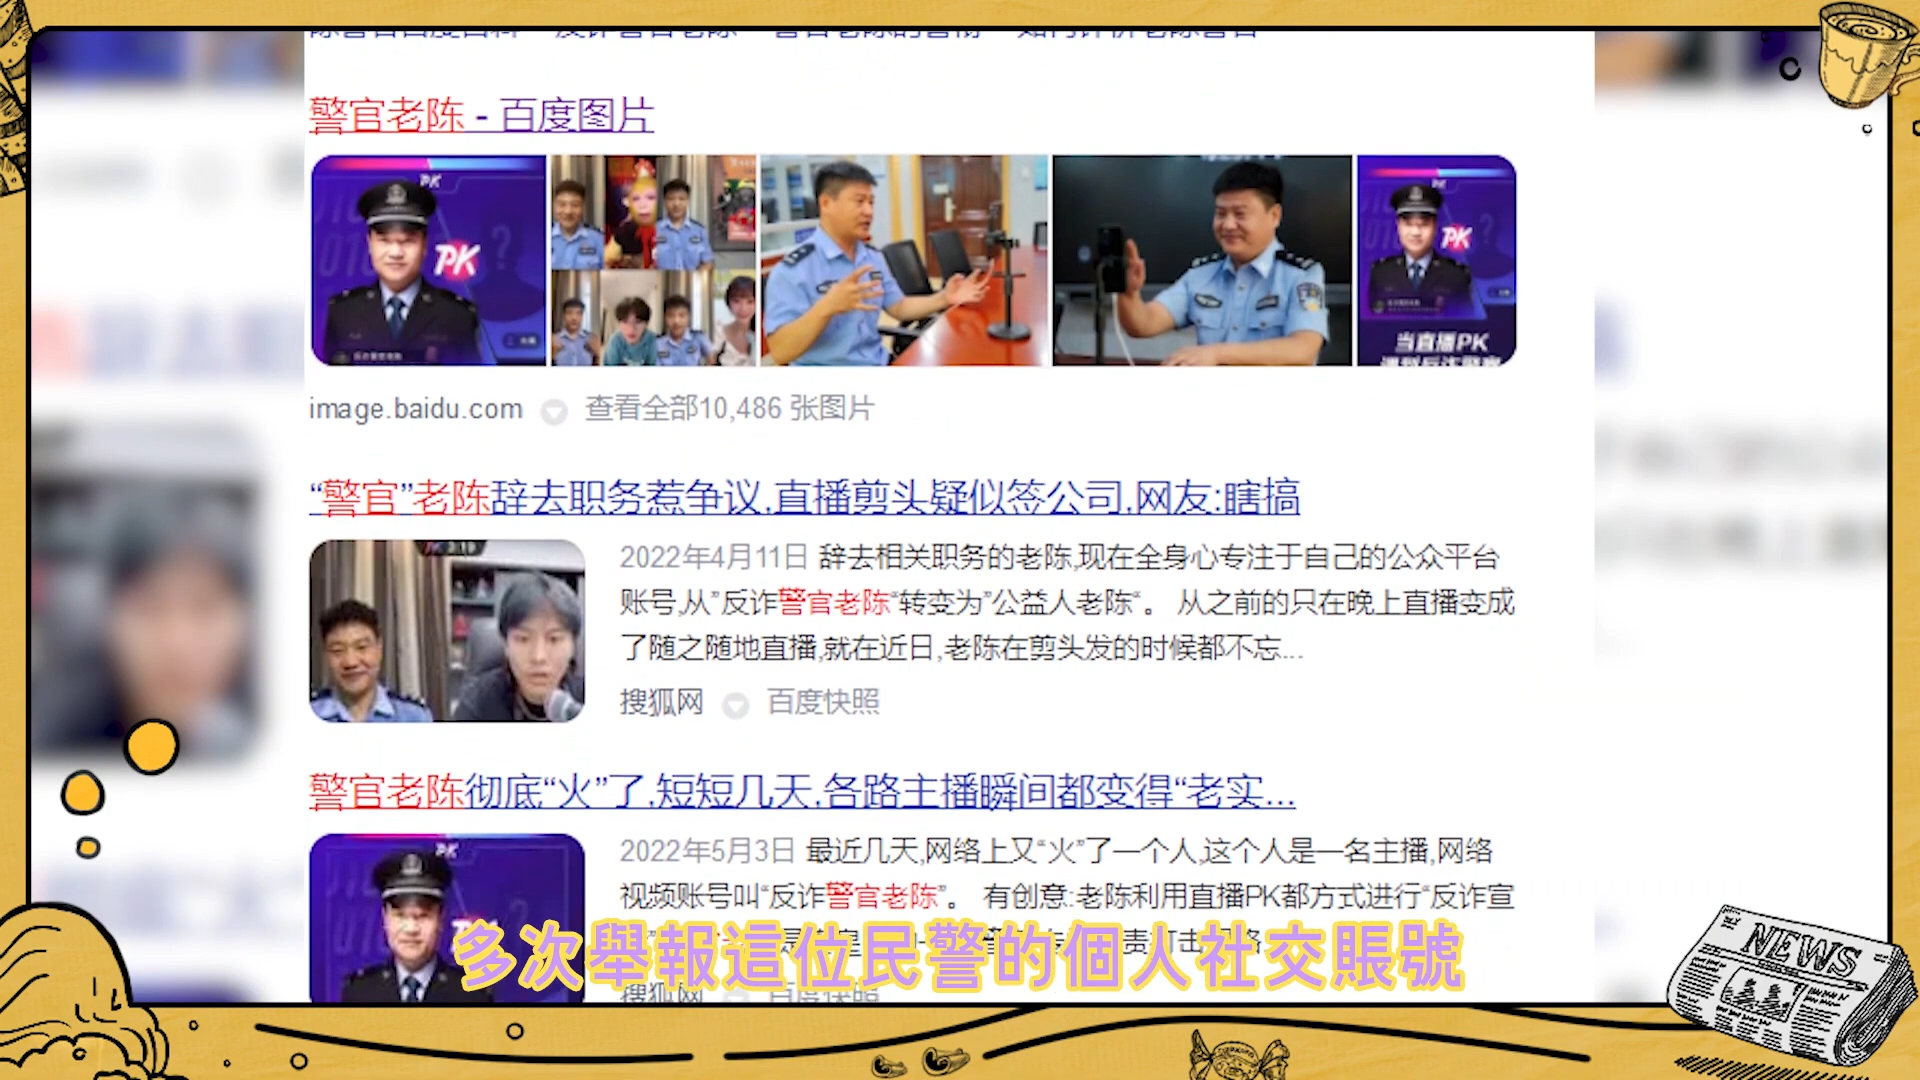 警官老陈 - 百度图片
PK
PK
PK
PK
当直播PK
image.baidu.com 查看全部10,486 张图片
“警官”老陈辞去职务惹争议,直播剪头疑似签公司,网友:瞎搞
2022年4月11日 辞去相关职务的老陈,现在全身心专注于自己的公众平台
账号,从”反诈警官老陈“转变为”公益人老陈“。 从之前的只在晚上直播变成
了随之随地直播,就在近日,老陈在剪头发的时候都不忘...
搜狐网 百度快照
警官老陈彻底“火”了,短短几天,各路主播瞬间都变得“老实...
PK
2022年5月3日 最近几天,网络上又“火”了一个人,这个人是一名主播,网络
视频账号叫“反诈警官老陈”。 有创意:老陈利用直播PK都方式进行“反诈宣
多次舉報這位民警的個人社交賬號
搜狐网 百度快照
NEWS